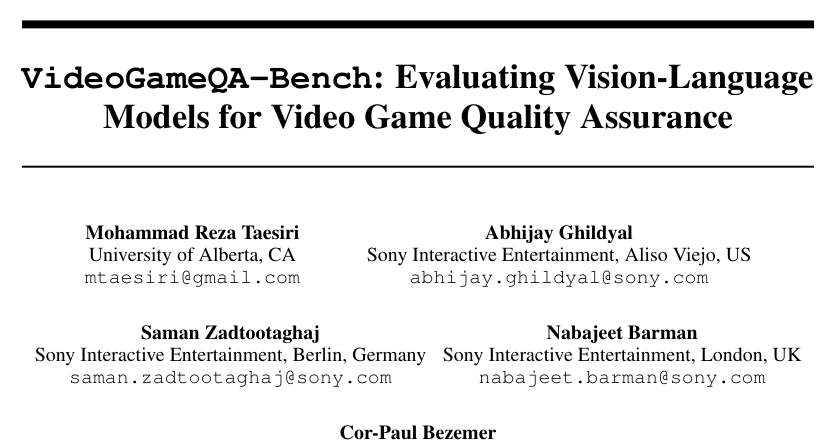 VideoGameQA-Bench: Evaluating Vision-Language
Models for Video Game Quality Assurance
Mohammad Reza Taesiri
University of Alberta, CA
mtaesiri@gmail.com
Abhijay Ghildyal
Sony Interactive Entertainment, Aliso Viejo, US
abhijay.ghildyal@sony.com
Saman Zadtootaghaj
Sony Interactive Entertainment, Berlin, Germany
saman.zadtootaghaj@sony.com
Nabajeet Barman
Sony Interactive Entertainment, London, UK
nabajeet.barman@sony.com
Cor-Paul Bezemer